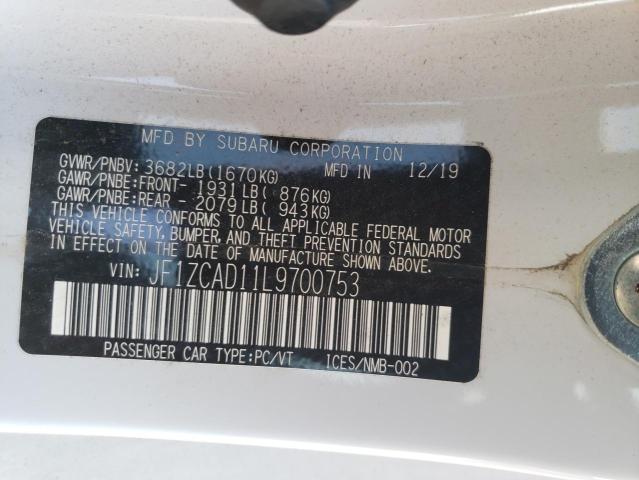 MFD BY SUBARU CORPORATION
GVWR/PNBV: 3682LB(1670KG) MFD IN 12/19
GAWR/PNBE:FRONT- 1931LB( 876KG)
GAWR/PNBE:REAR - 2079LB( 943KG)
THIS VEHICLE CONFORMS TO ALL APPLICABLE FEDERAL MOTOR
VEHICLE SAFETY, BUMPER, AND THEFT PREVENTION STANDARDS
IN EFFECT ON THE DATE OF MANUFACTURE SHOWN ABOVE.
VIN: JF1ZCAD11L9700753
PASSENGER CAR TYPE:PC/VT ICES/NMB-002